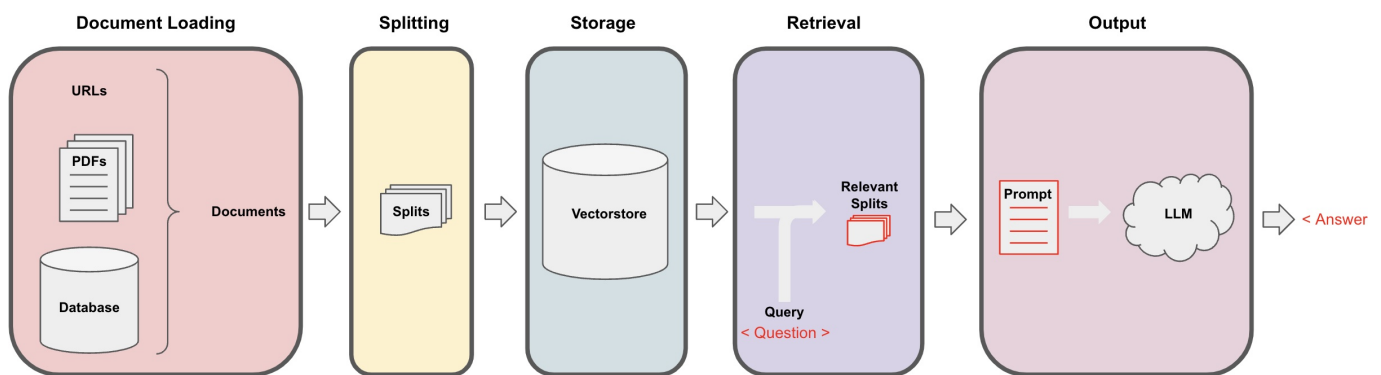 Document Loading
Splitting
Storage
Retrieval
Output
URLs
PDFs
Documents
Database
Splits
Vectorstore
Relevant
Splits
Query
< Question >
Prompt
LLM
< Answer